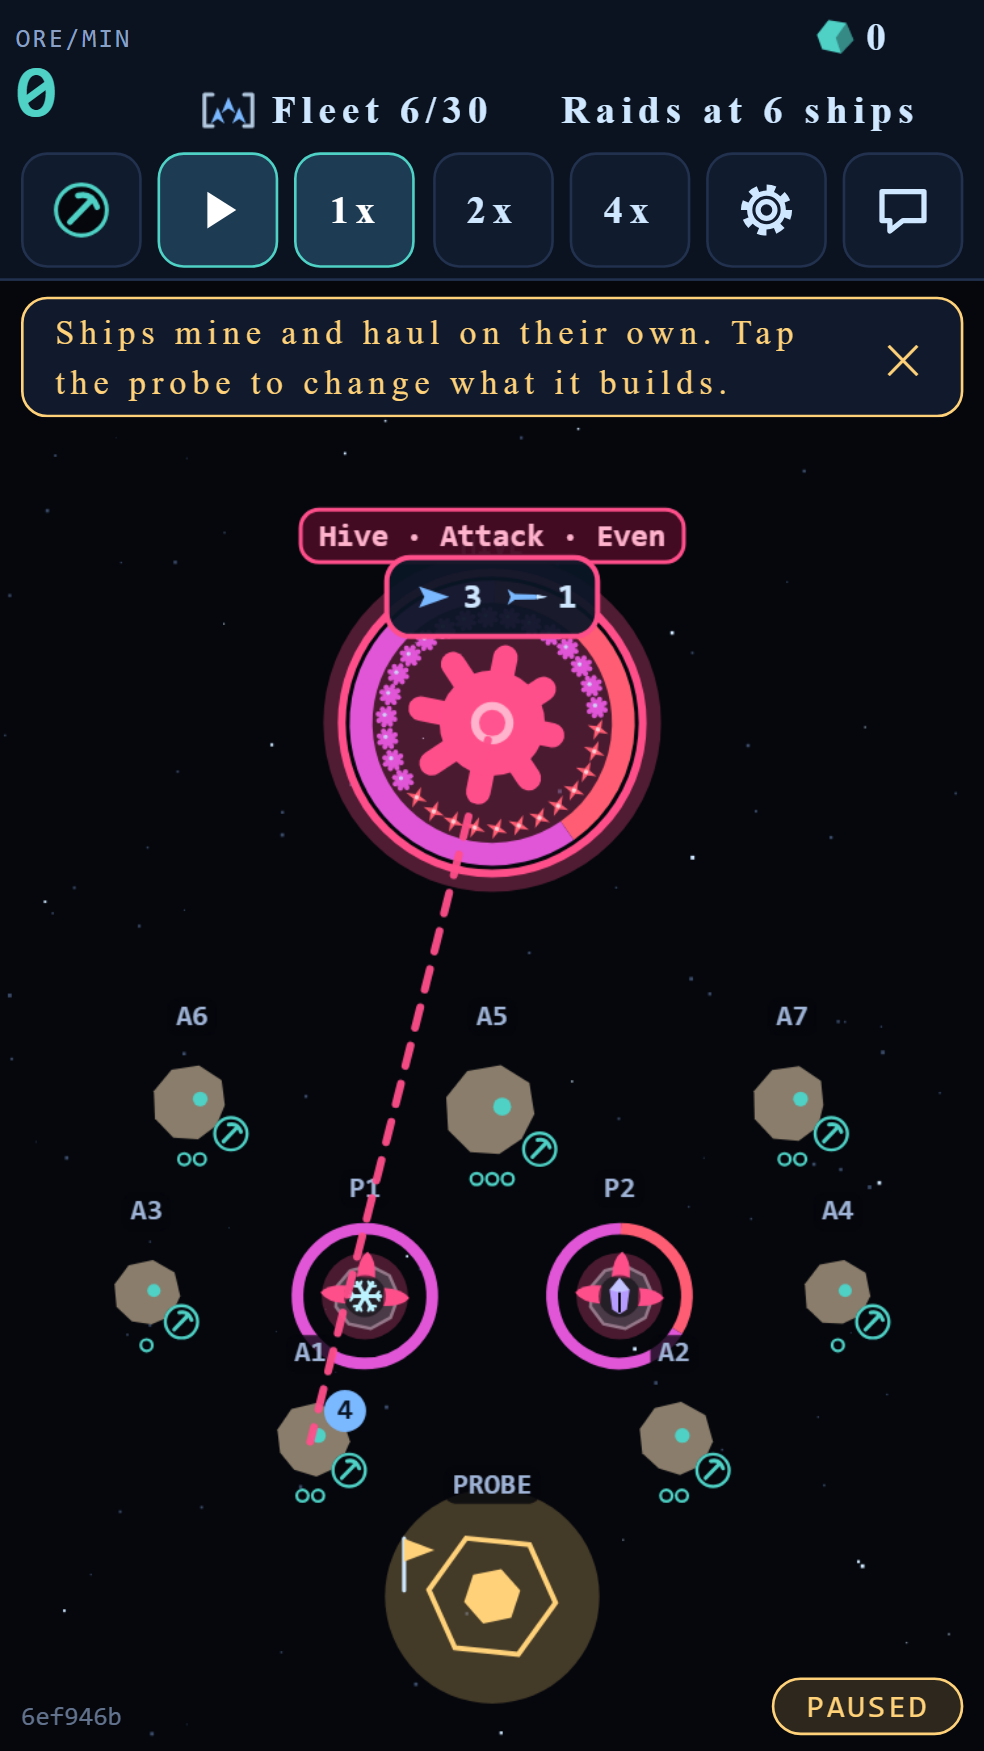 ORE/MIN
0
0
Fleet 6/30
Raids at 6 ships
1x
2x
4x
Ships mine and haul on their own. Tap
the probe to change what it builds.
Hive · Attack · Even
3
1
A6
A5
A7
A3
P1
P2
A4
A1
A2
4
PROBE
6ef946b
PAUSED